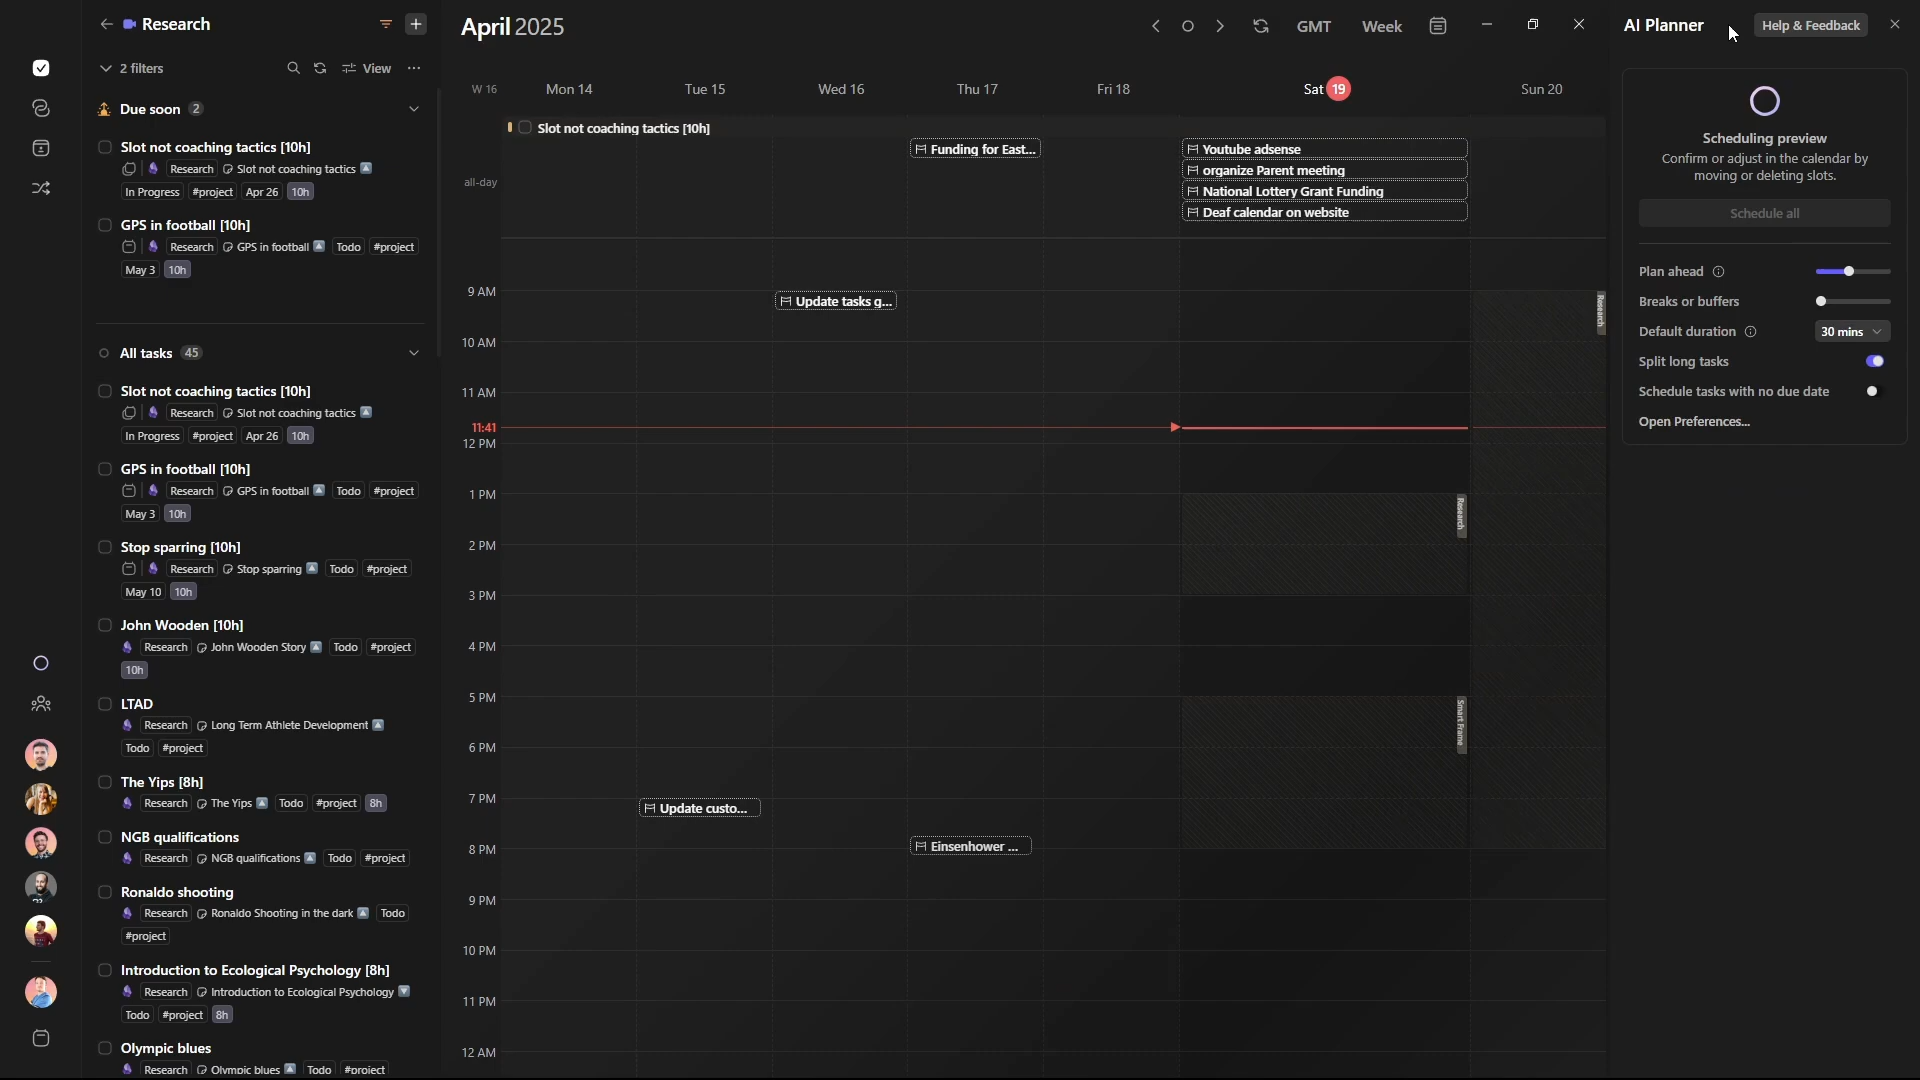 Research
2 filters
View
Due soon 2
Slot not coaching tactics [10h]
Research Slot not coaching tactics
In Progress #project Apr 26 10h
GPS in football [10h]
Research GPS in football Todo #project
May 3 10h
All tasks 45
Slot not coaching tactics [10h]
Research Slot not coaching tactics
In Progress #project Apr 26 10h
GPS in football [10h]
Research GPS in football Todo #project
May 3 10h
Stop sparring [10h]
Research Stop sparring Todo #project
May 10 10h
John Wooden [10h]
Research John Wooden Story Todo #project
10h
LTAD
Research Long Term Athlete Development
Todo #project
The Yips [8h]
Research The Yips Todo #project 8h
NGB qualifications
Research NGB qualifications Todo #project
Ronaldo shooting
Research Ronaldo Shooting in the dark Todo
#project
Introduction to Ecological Psychology [8h]
Research Introduction to Ecological Psychology
Todo #project 8h
Olympic blues
Research Olympic blues Todo #project
April 2025
GMT Week
W 16 Mon 14 Tue 15 Wed 16 Thu 17 Fri 18 Sat 19 Sun 20
Slot not coaching tactics [10h]
Funding for East... Youtube adsense
organize Parent meeting
all-day
National Lottery Grant Funding
Deaf calendar on website
9 AM
Update tasks g...
Research
10 AM
11 AM
11:41
12 PM
1 PM
Research
2 PM
3 PM
4 PM
5 PM
Smart Frame
6 PM
7 PM
Update custo...
8 PM
Einsenhower ...
9 PM
10 PM
11 PM
12 AM
AI Planner Help & Feedback
Scheduling preview
Confirm or adjust in the calendar by
moving or deleting slots.
Schedule all
Plan ahead
Breaks or buffers
Default duration 30 mins
Split long tasks
Schedule tasks with no due date
Open Preferences...